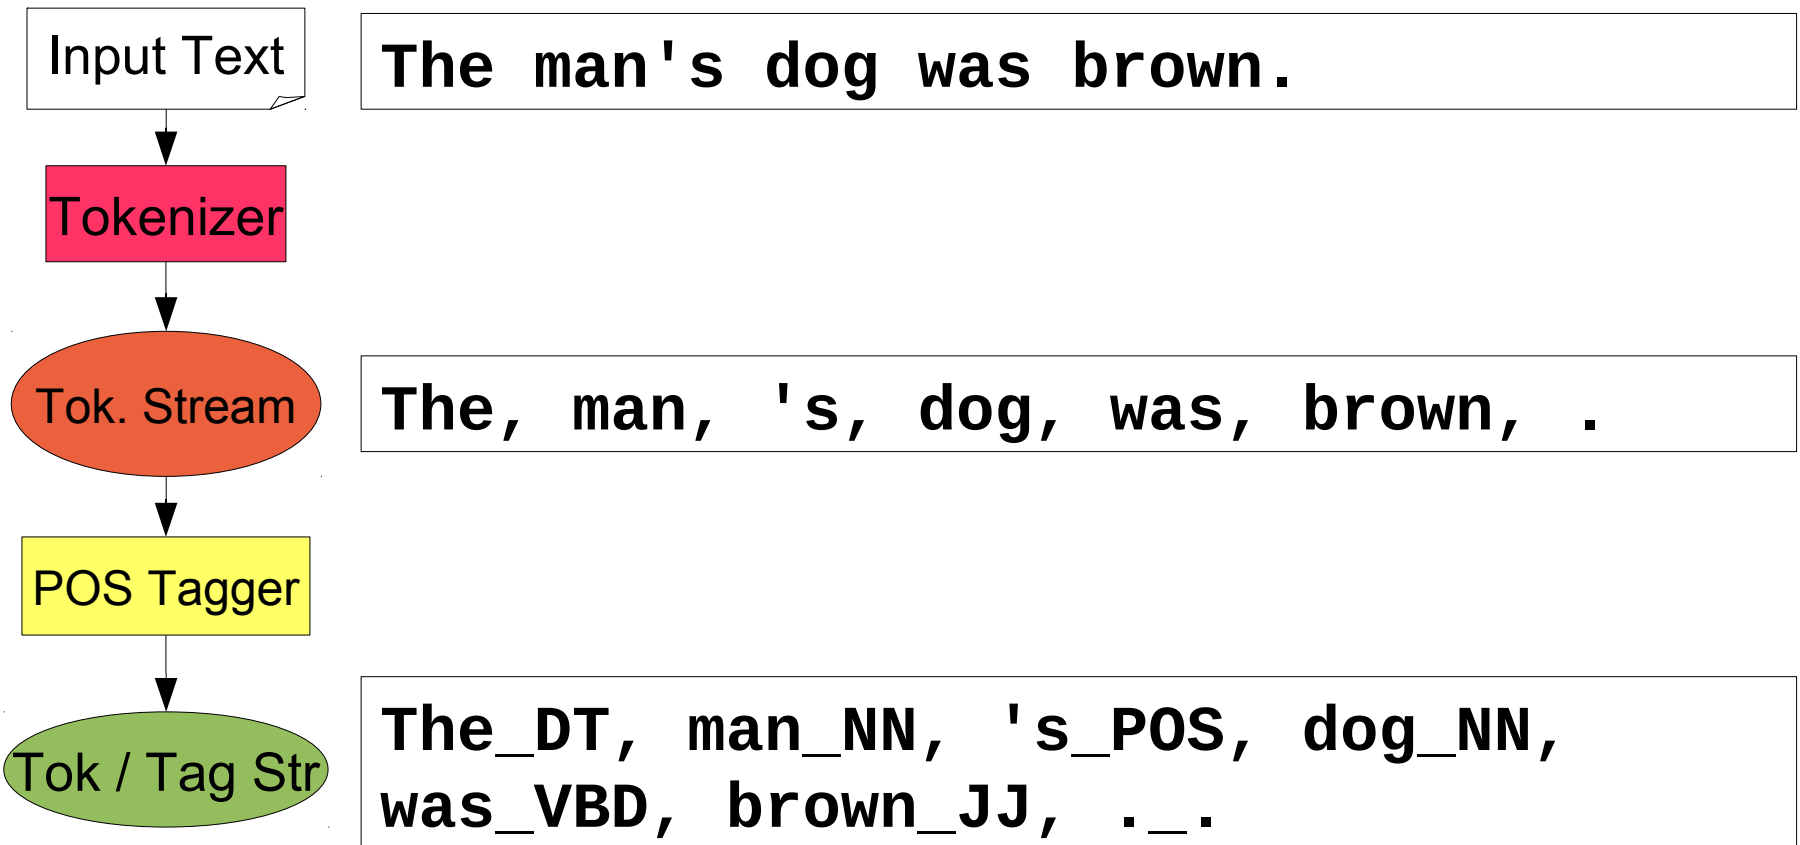 Input Text
The man's dog was brown.
Tokenizer
Tok. Stream
The, man, 's, dog, was, brown, .
POS Tagger
Tok / Tag Str
The_DT, man_NN, 's_POS, dog_NN,
was_VBD, brown_JJ, ._.